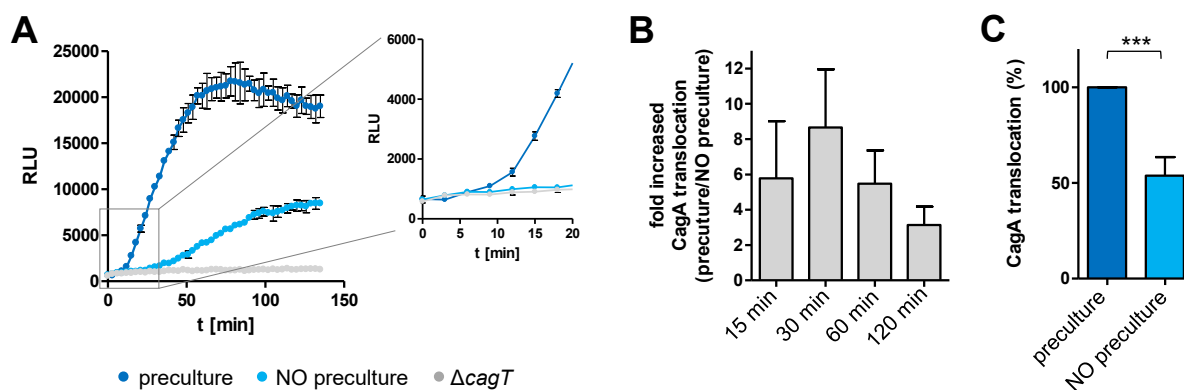 A
RLU
25000
20000
15000
10000
5000
0
0
50
100
150
t [min]
RLU
6000
4000
2000
0
0
5
10
15
20
t [min]
preculture
NO preculture
ΔcagT
B
fold increased
CagA translocation
(precuture/NO preculture)
12
10
8
6
4
2
0
15 min
30 min
60 min
120 min
C
CagA translocation (%)
100
50
0
***
preculture
NO preculture